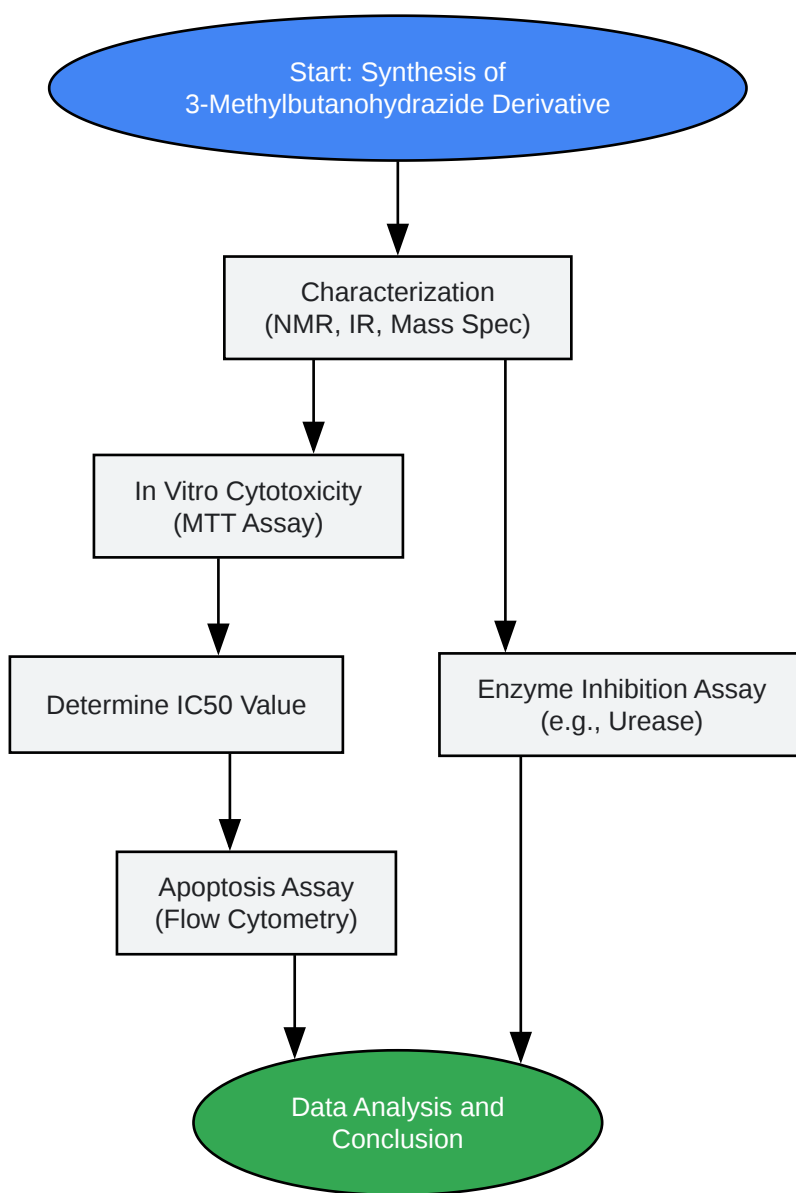 Start: Synthesis of
3-Methylbutanohydrazide Derivative
Characterization
(NMR, IR, Mass Spec)
In Vitro Cytotoxicity
(MTT Assay)
Determine IC50 Value
Enzyme Inhibition Assay
(e.g., Urease)
Apoptosis Assay
(Flow Cytometry)
Data Analysis and
Conclusion